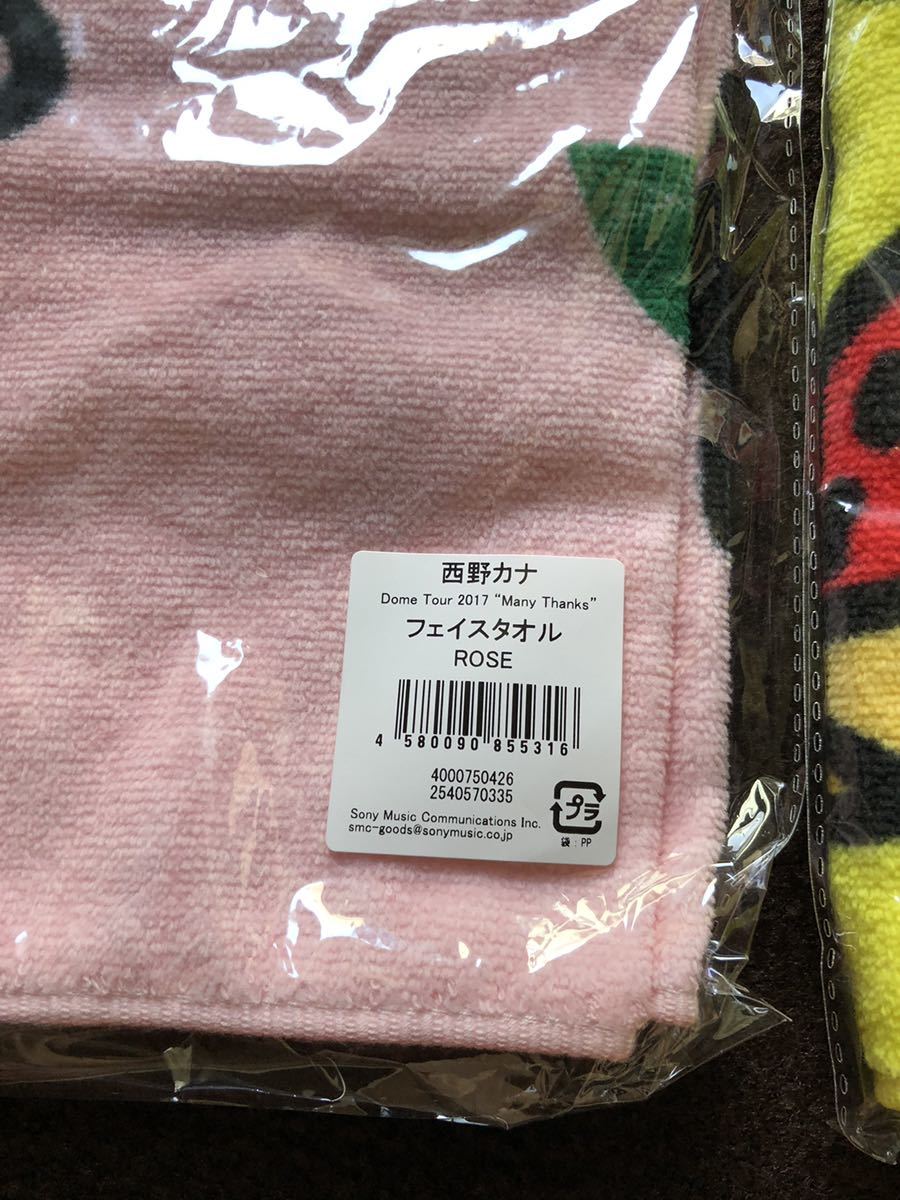 西野カナ
Dome Tour 2017 “Many Thanks”
フェイスタオル
ROSE
4 580090 855316
4000750426
2540570335
Sony Music Communications Inc.
smc-goods@sonymusic.co.jp
プラ
袋：PP